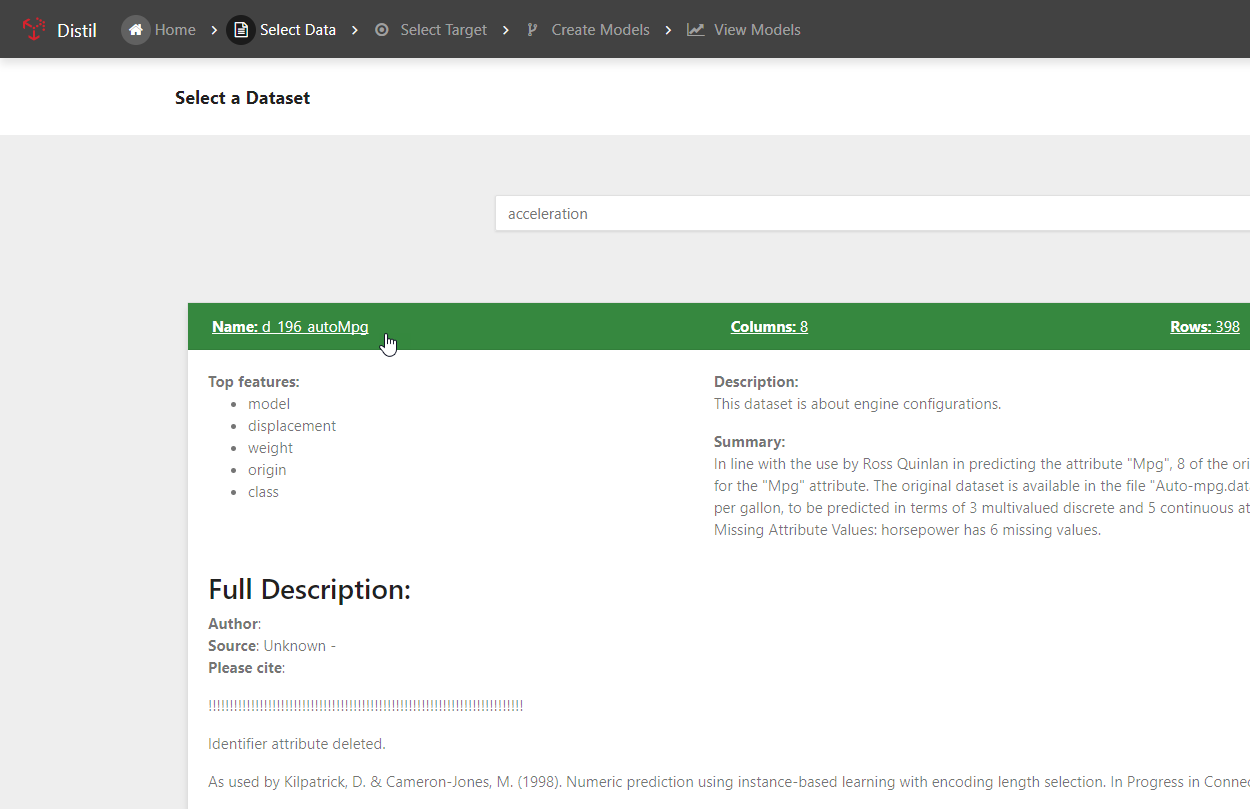 Distil Home Select Data Select Target Create Models View Models
Select a Dataset
acceleration
Name: d_196_autoMpg Columns: 8 Rows: 398
Top features:
model
displacement
weight
origin
class
Description:
This dataset is about engine configurations.
Summary:
In line with the use by Ross Quinlan in predicting the attribute "Mpg", 8 of the ori
for the "Mpg" attribute. The original dataset is available in the file "Auto-mpg.dat
per gallon, to be predicted in terms of 3 multivalued discrete and 5 continuous at
Missing Attribute Values: horsepower has 6 missing values.
Full Description:
Author:
Source: Unknown -
Please cite:
!!!!!!!!!!!!!!!!!!!!!!!!!!!!!!!!!!!!!!!!!!!!!!!!!!!!!!!!!!!!!!!!!!!!!!!!!!!
Identifier attribute deleted.
As used by Kilpatrick, D. & Cameron-Jones, M. (1998). Numeric prediction using instance-based learning with encoding length selection. In Progress in Connec